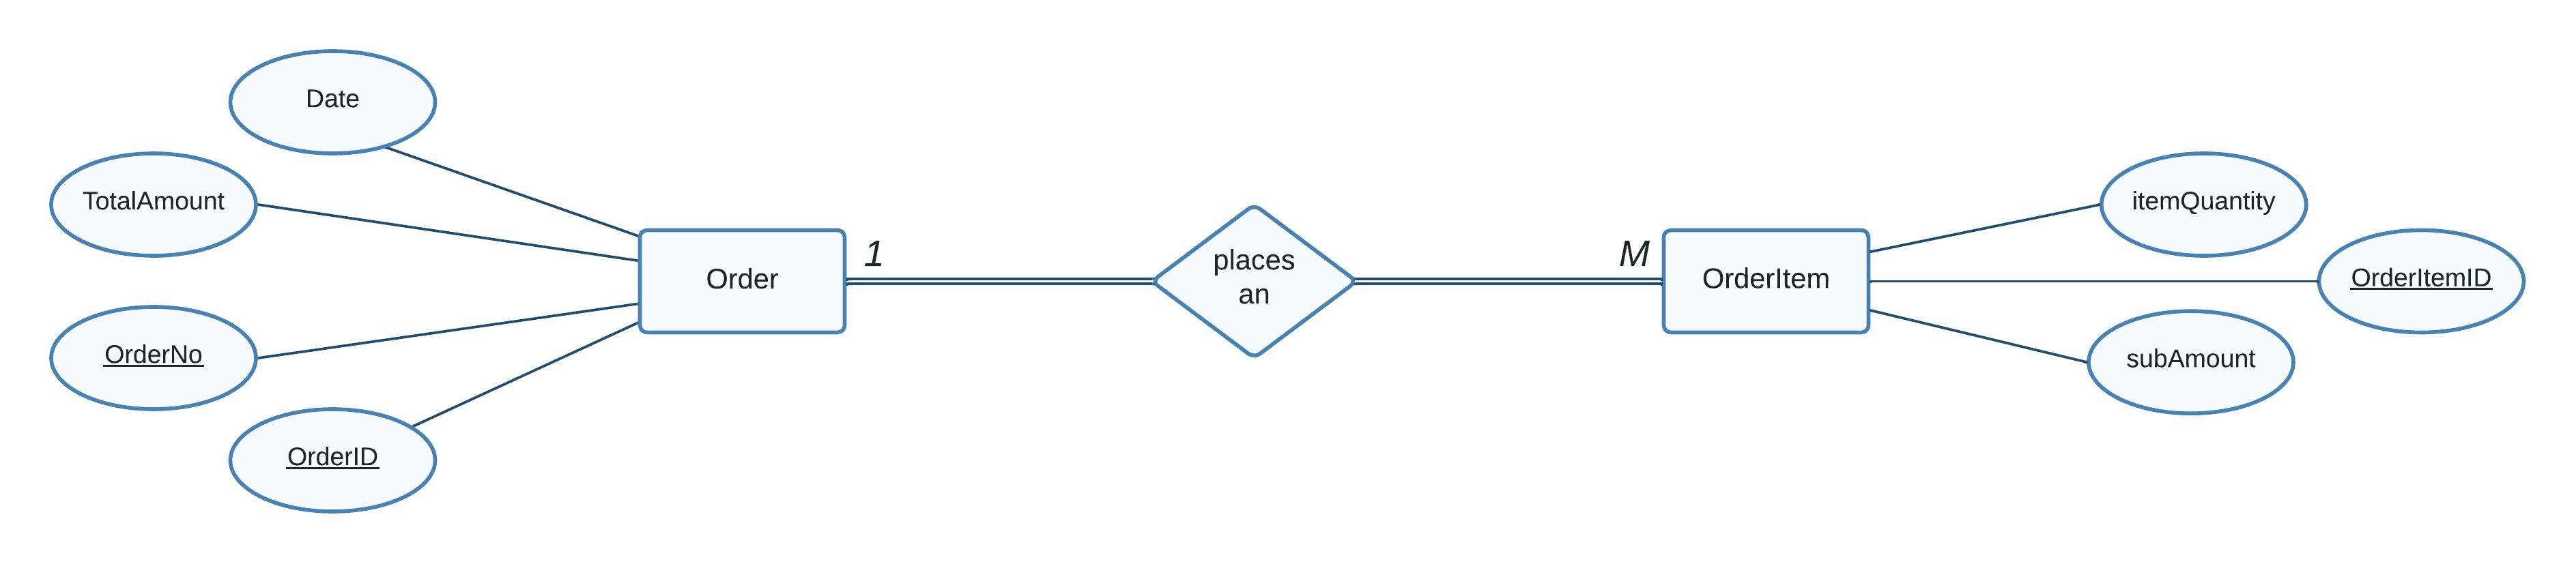 Date
TotalAmount
OrderNo
OrderID
Order
1
places
an
M
OrderItem
itemQuantity
OrderItemID
subAmount